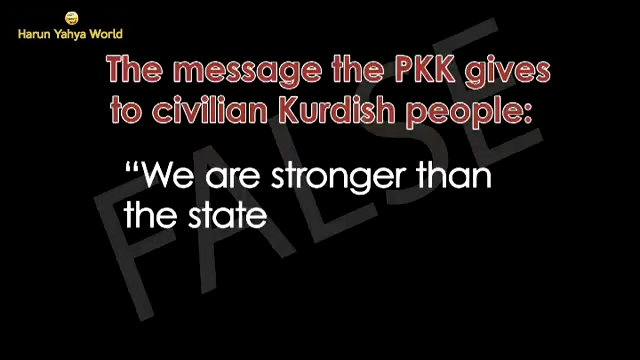 Harun Yahya World
The message the PKK gives
to civilian Kurdish people:
FALSE
“We are stronger than
the state